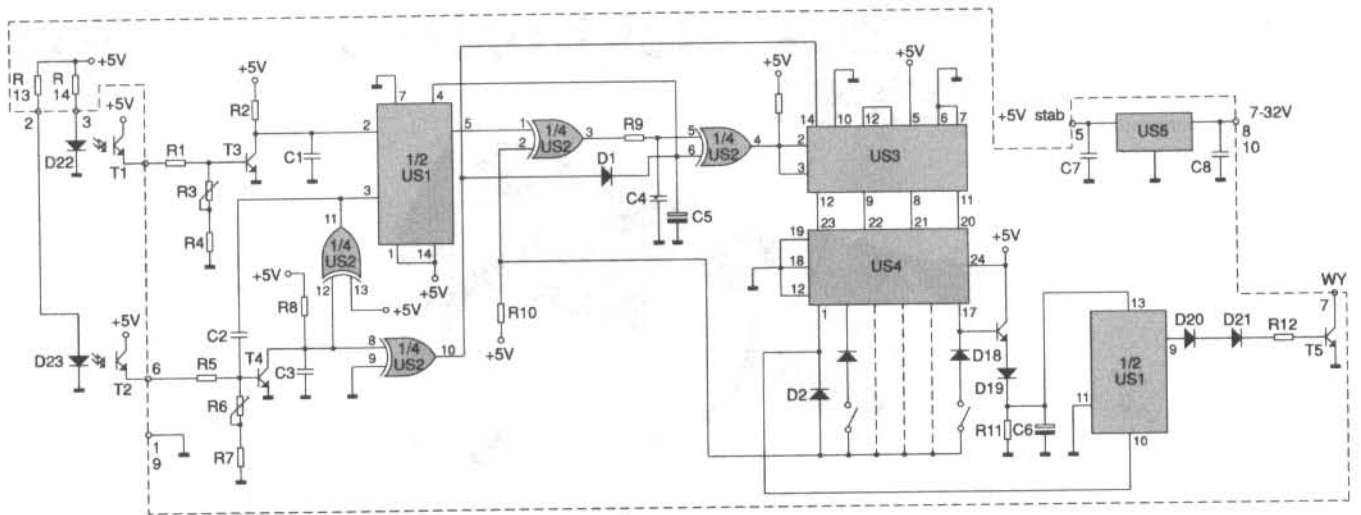 +5V
R 13
R 14
2
3
D22
+5V
T1
R1
R3
R4
+5V
R2
T3
C1
7
4
2
5
1/2 US1
3
1
14
+5V
1/4 US2
3
2
R9
D1
5
6
1/4 US2
4
C4
C5
+5V
14
10
12
5
6
7
+5V
2
3
US3
12
9
8
11
23
22
21
20
19
18
12
US4
24
1
17
+5V
+5V stab
5
US5
7-32V
8
10
C7
C8
11
1/4 US2
12
13
+5V
+5V
R8
C2
D23
+5V
T2
6
R5
T4
R6
R7
1
9
C3
8
9
1/4 US2
10
R10
+5V
D2
D18
D19
R11
C6
13
1/2 US1
9
11
10
D20
D21
R12
WY
7
T5